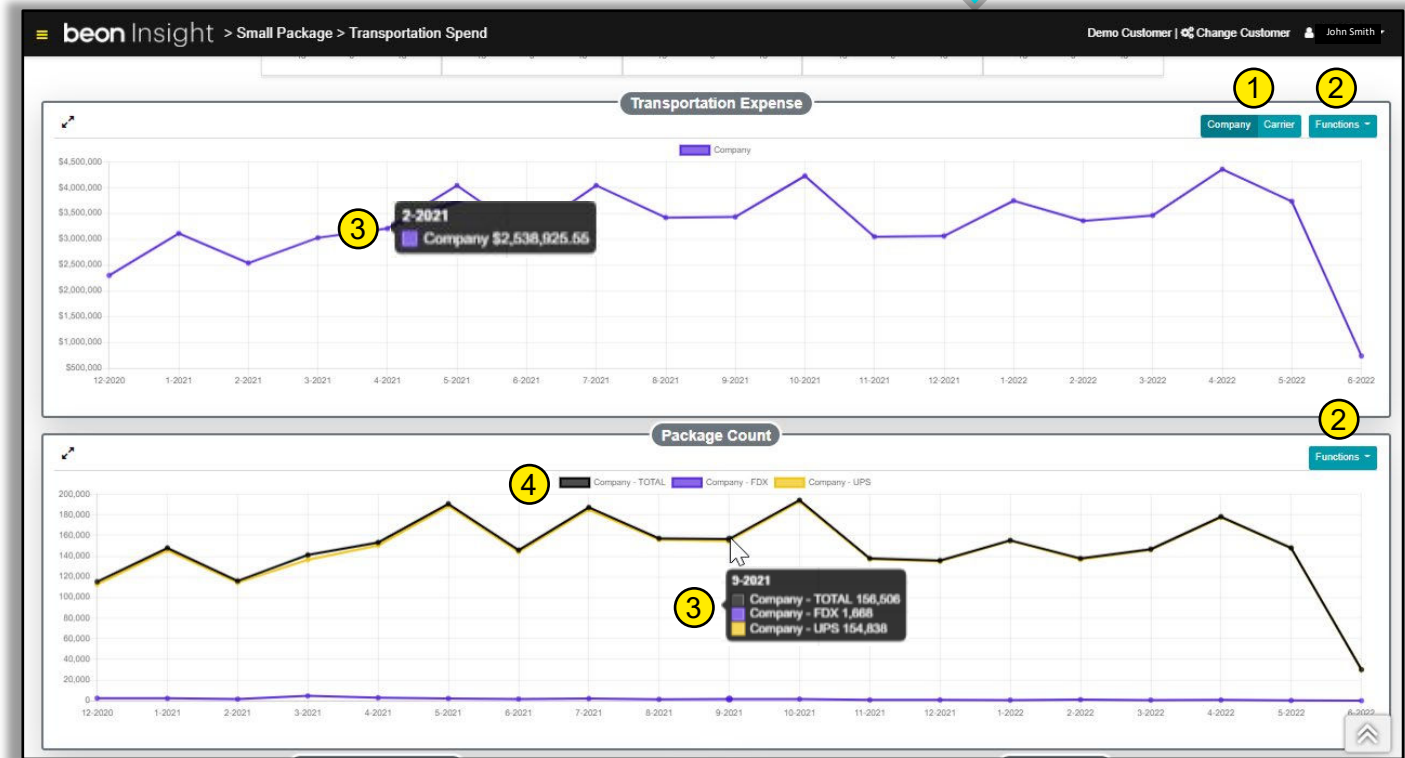 beon Insight > Small Package > Transportation Spend
Demo Customer | Change Customer John Smith
Transportation Expense
1
2
Company Carrier Functions
Company
$4,500,000
$4,000,000
$3,500,000
$3,000,000
$2,500,000
$2,000,000
$1,500,000
$1,000,000
$500,000
3
2-2021
Company $2,538,925.55
12-2020 1-2021 2-2021 3-2021 4-2021 5-2021 6-2021 7-2021 8-2021 9-2021 10-2021 11-2021 12-2021 1-2022 2-2022 3-2022 4-2022 5-2022 6-2022
Package Count
2
Functions
4
Company - TOTAL Company - FDX Company - UPS
200,000
180,000
160,000
140,000
120,000
100,000
80,000
60,000
40,000
20,000
0
3
9-2021
Company - TOTAL 156,506
Company - FDX 1,668
Company - UPS 154,838
12-2020 1-2021 2-2021 3-2021 4-2021 5-2021 6-2021 7-2021 8-2021 9-2021 10-2021 11-2021 12-2021 1-2022 2-2022 3-2022 4-2022 5-2022 6-2022